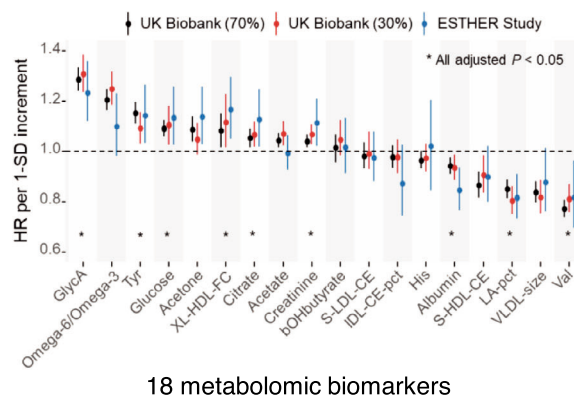 UK Biobank (70%) UK Biobank (30%) ESTHER Study
* All adjusted P < 0.05
HR per 1-SD increment
1.4
1.2
1.0
0.8
0.6
* * * * * * * * *
GlycA
Omega-6/Omega-3
Tyr
Glucose
Acetone
XL-HDL-FC
Citrate
Acetate
Creatinine
bOHbutyrate
S-LDL-CE
IDL-CE-pct
His
Albumin
S-HDL-CE
LA-pct
VLDL-size
Val
18 metabolomic biomarkers